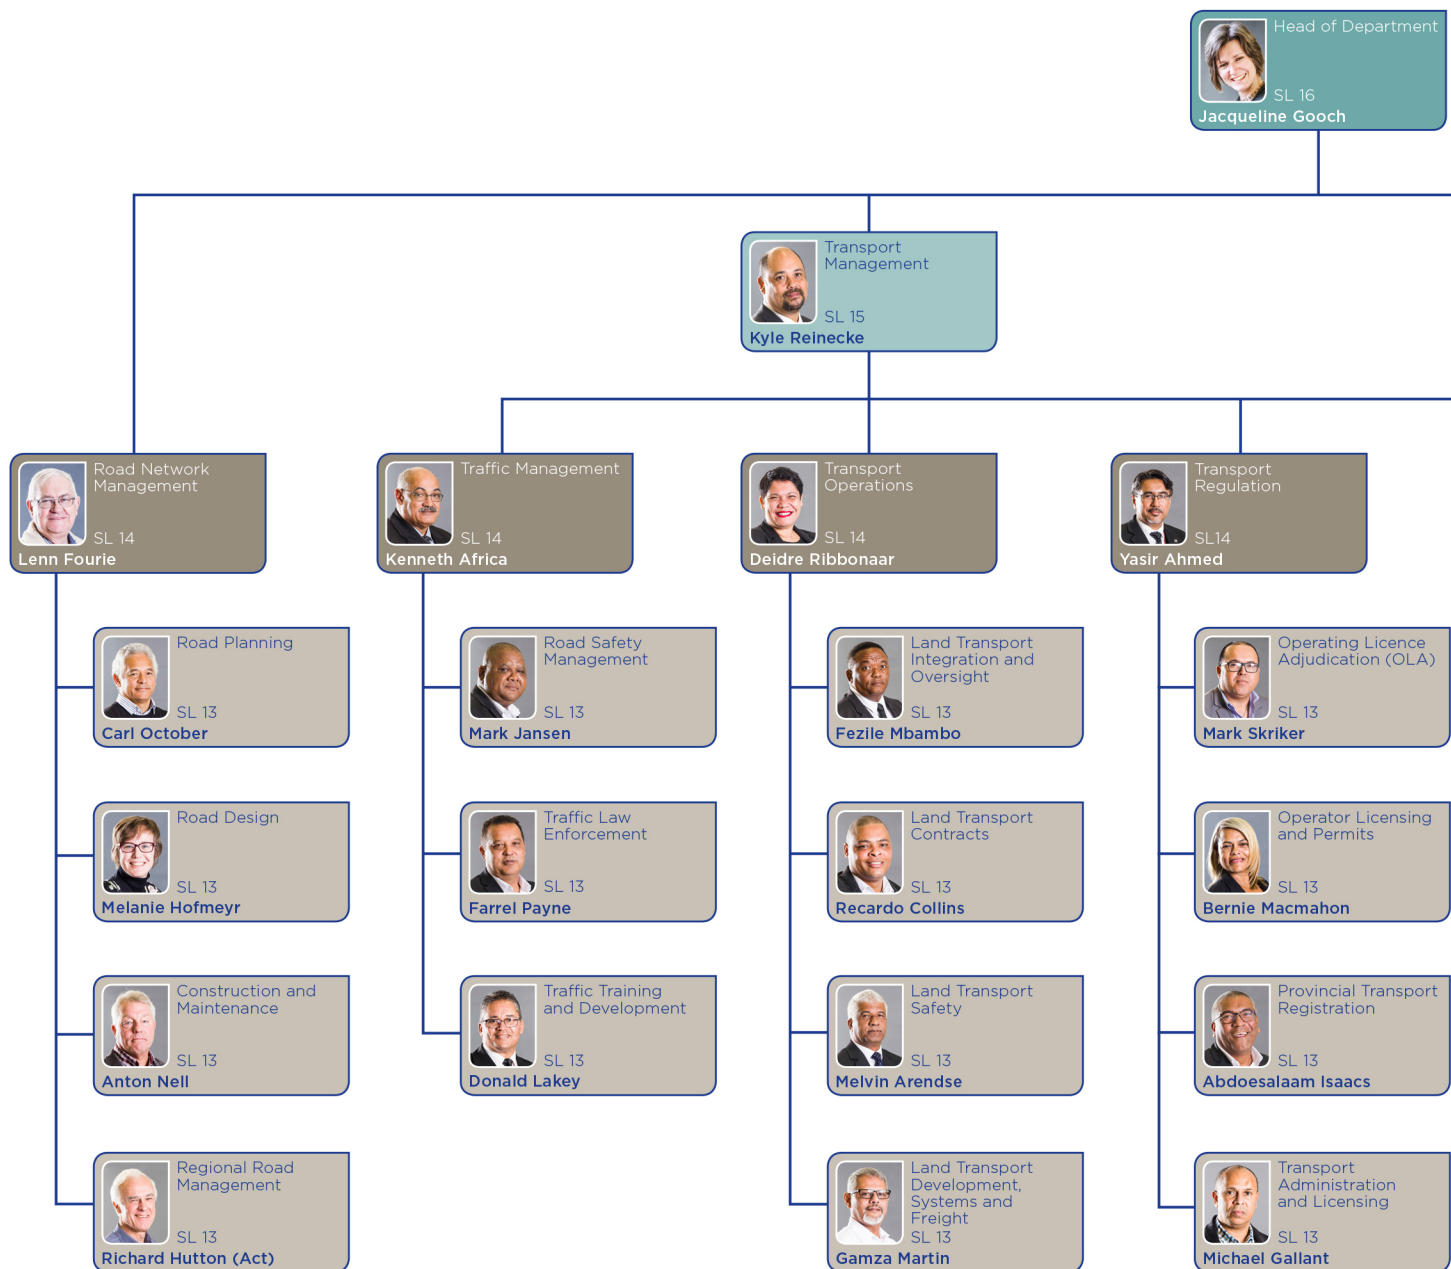 Head of Department
SL 16
Jacqueline Gooch
Transport
Management
SL 15
Kyle Reinecke
Road Network
Management
SL 14
Lenn Fourie
Traffic Management
SL 14
Kenneth Africa
Transport
Operations
SL 14
Deidre Ribbonaar
Transport
Regulation
SL14
Yasir Ahmed
Road Planning
SL 13
Carl October
Road Safety
Management
SL 13
Mark Jansen
Land Transport
Integration and
Oversight
SL 13
Fezile Mbambo
Operating Licence
Adjudication (OLA)
SL 13
Mark Skriker
Road Design
SL 13
Melanie Hofmeyr
Traffic Law
Enforcement
SL 13
Farrel Payne
Land Transport
Contracts
SL 13
Recardo Collins
Operator Licensing
and Permits
SL 13
Bernie Macmahon
Construction and
Maintenance
SL 13
Anton Nell
Traffic Training
and Development
SL 13
Donald Lakey
Land Transport
Safety
SL 13
Melvin Arendse
Provincial Transport
Registration
SL 13
Abdoesalaam Isaacs
Regional Road
Management
SL 13
Richard Hutton (Act)
Land Transport
Development,
Systems and
Freight
SL 13
Gamza Martin
Transport
Administration
and Licensing
SL 13
Michael Gallant